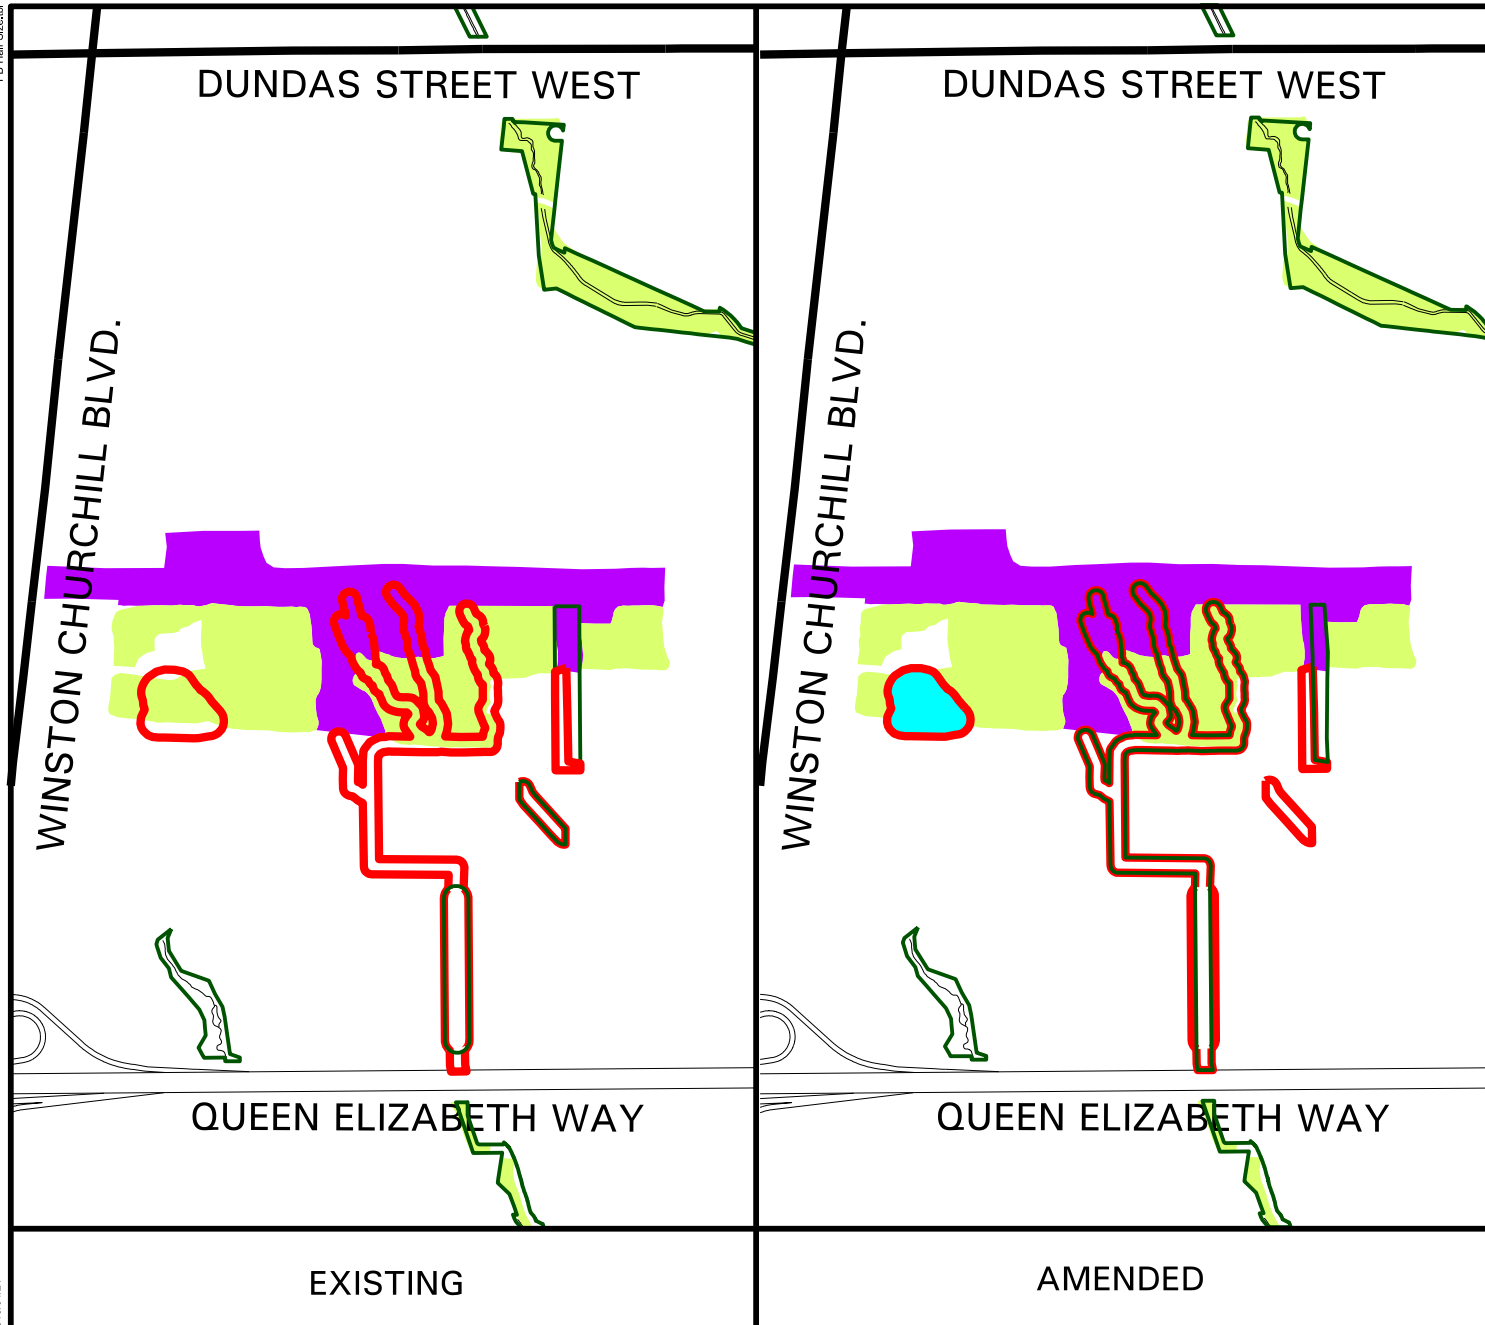 DUNDAS STREET WEST
DUNDAS STREET WEST
WINSTON CHURCHILL BLVD.
WINSTON CHURCHILL BLVD.
QUEEN ELIZABETH WAY
QUEEN ELIZABETH WAY
EXISTING
AMENDED